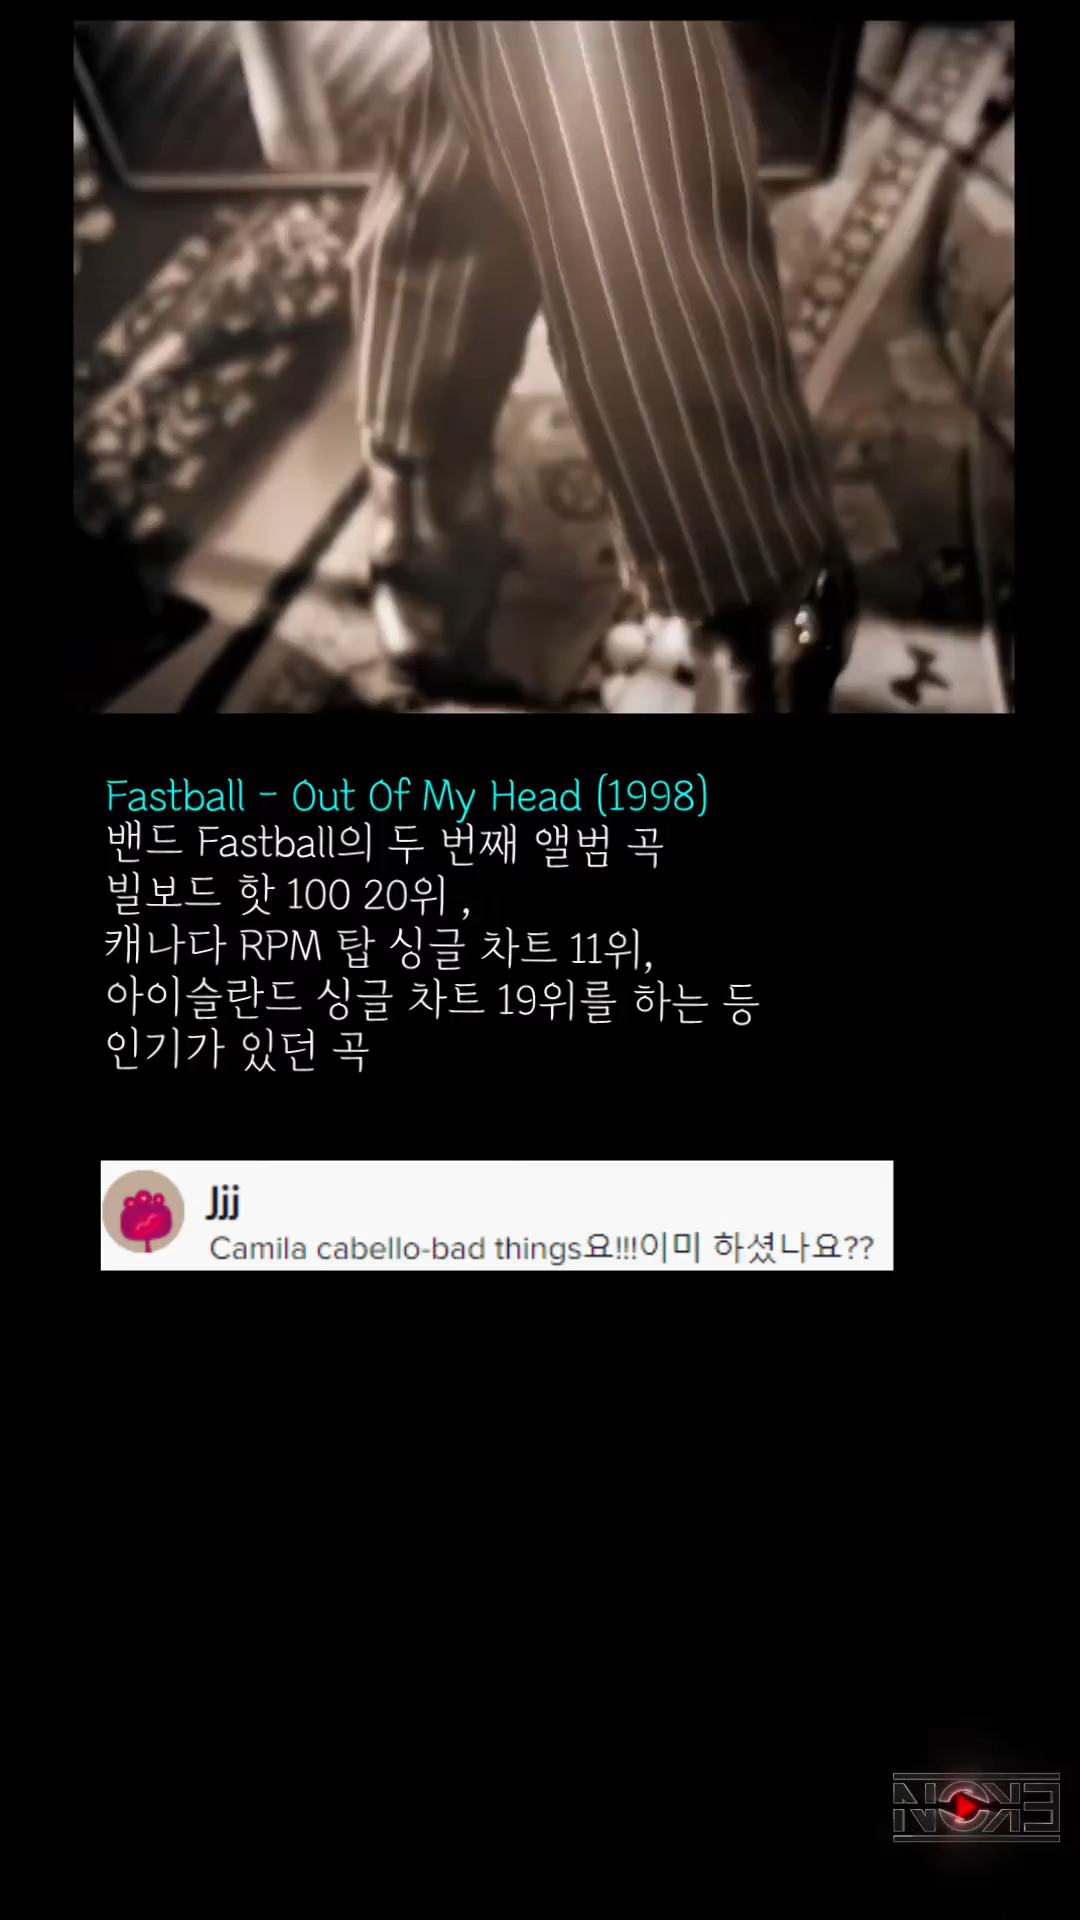 Fastball - Out Of My Head (1998)
밴드 Fastball의 두 번째 앨범 곡
빌보드 핫 100 20위 ,
캐나다 RPM 탑 싱글 차트 11위,
아이슬란드 싱글 차트 19위를 하는 등
인기가 있던 곡
Jjj
Camila cabello-bad things요!!!이미 하셨나요??